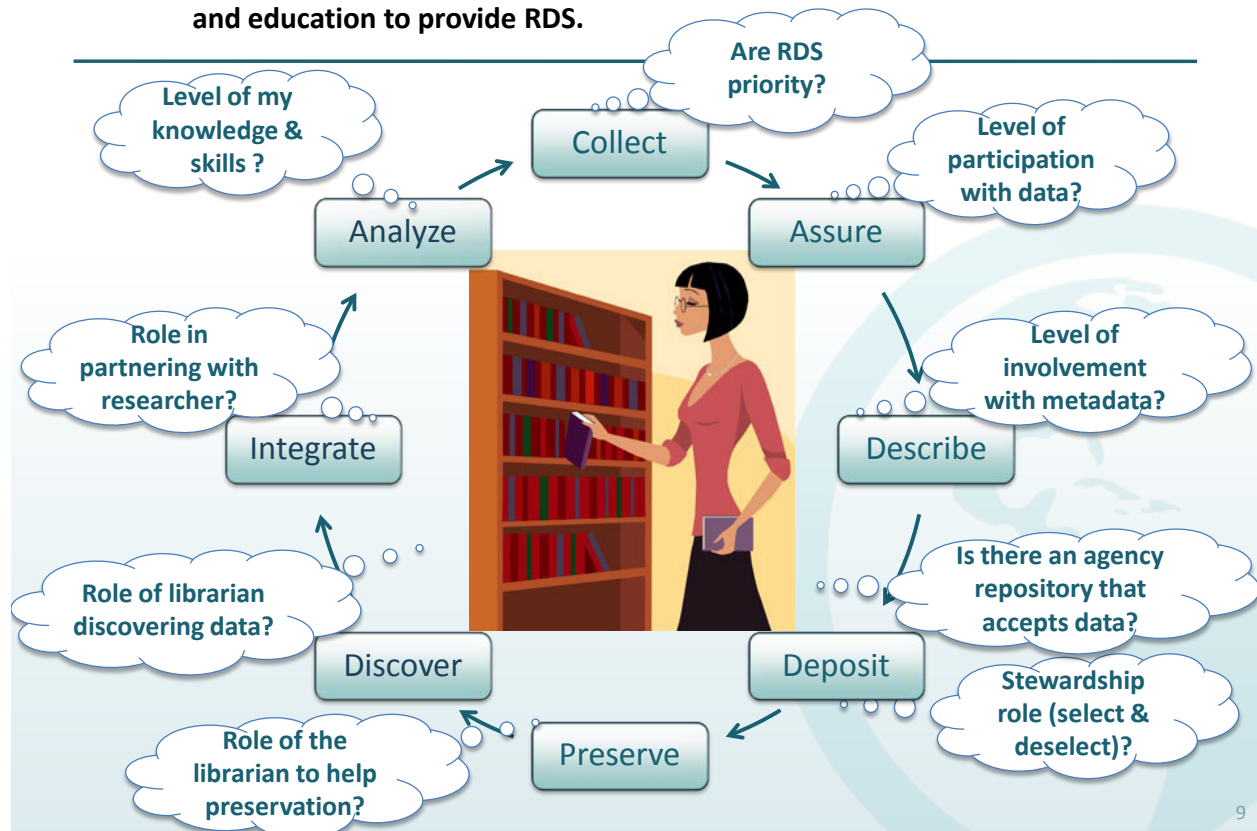 and education to provide RDS.
Are RDS
priority?
Collect
Level of
participation
with data?
Assure
Level of
involvement
with metadata?
Describe
Is there an agency
repository that
accepts data?
Deposit
Stewardship
role (select &
deselect)?
Preserve
Role of the
librarian to help
preservation?
Discover
Role of librarian
discovering data?
Integrate
Role in
partnering with
researcher?
Analyze
Level of my
knowledge &
skills ?
9